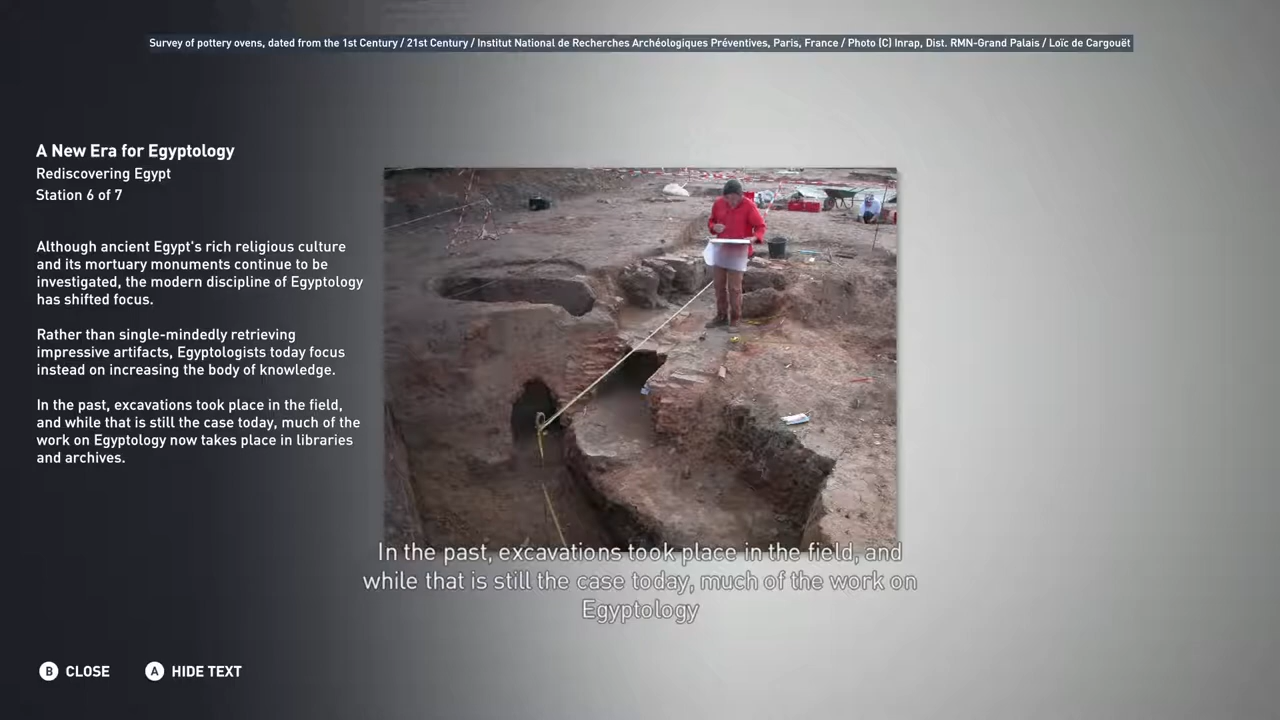 Survey of pottery ovens, dated from the 1st Century / 21st Century / Institut National de Recherches Archéologiques Préventives, Paris, France / Photo (C) Inrap, Dist. RMN-Grand Palais / Loïc de Cargouët
A New Era for Egyptology
Rediscovering Egypt
Station 6 of 7
Although ancient Egypt's rich religious culture
and its mortuary monuments continue to be
investigated, the modern discipline of Egyptology
has shifted focus.
Rather than single-mindedly retrieving
impressive artifacts, Egyptologists today focus
instead on increasing the body of knowledge.
In the past, excavations took place in the field,
and while that is still the case today, much of the
work on Egyptology now takes place in libraries
and archives.
In the past, excavations took place in the field, and
while that is still the case today, much of the work on
Egyptology
B CLOSE
A HIDE TEXT